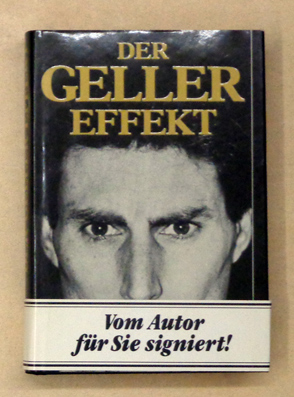 DER
GELLER
EFFEKT
Vom Autor
für Sie signiert!